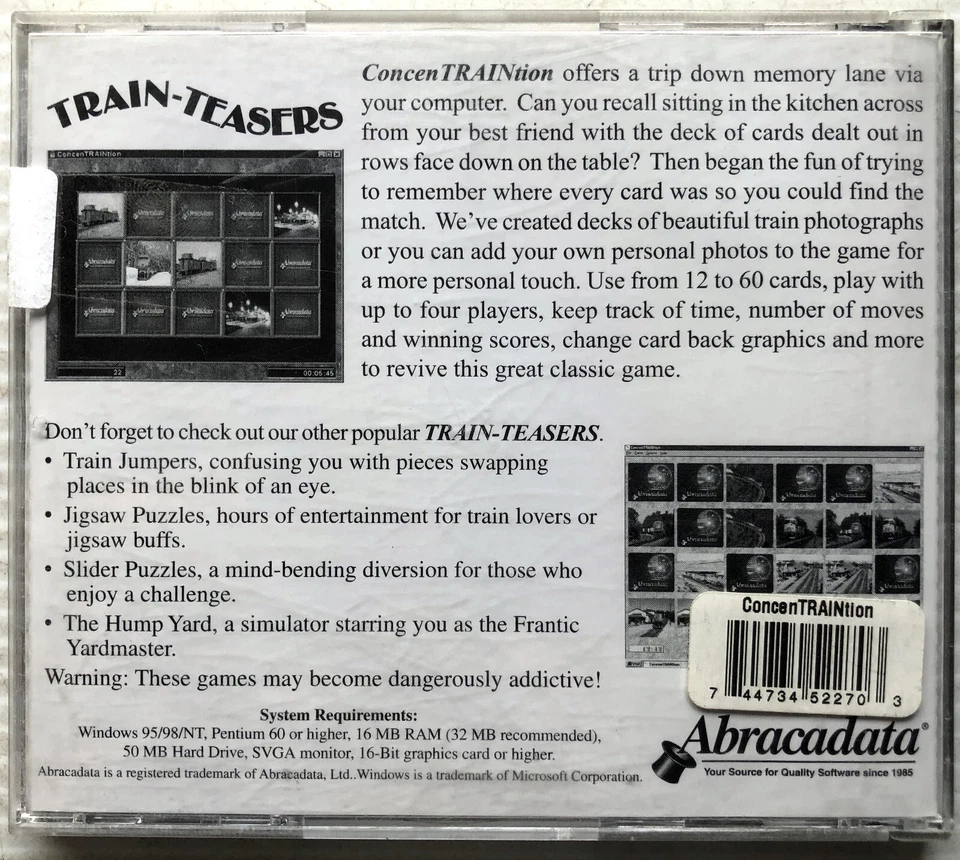 TRAIN-TEASERS
ConcenTRAINtion offers a trip down memory lane via
your computer. Can you recall sitting in the kitchen across
from your best friend with the deck of cards dealt out in
rows face down on the table? Then began the fun of trying
to remember where every card was so you could find the
match. We've created decks of beautiful train photographs
or you can add your own personal photos to the game for
a more personal touch. Use from 12 to 60 cards, play with
up to four players, keep track of time, number of moves
and winning scores, change card back graphics and more
to revive this great classic game.
ConcenTRAINtion
Abracadata Abracadata Abracadata
Abracadata Abracadata Abracadata
Abracadata Abracadata Abracadata Abracadata
22 00:05:45
Don't forget to check out our other popular TRAIN-TEASERS.
• Train Jumpers, confusing you with pieces swapping
places in the blink of an eye.
• Jigsaw Puzzles, hours of entertainment for train lovers or
jigsaw buffs.
• Slider Puzzles, a mind-bending diversion for those who
enjoy a challenge.
• The Hump Yard, a simulator starring you as the Frantic
Yardmaster.
Warning: These games may become dangerously addictive!
ConcenTRAINtion
7 44734 52270 3
System Requirements:
Windows 95/98/NT, Pentium 60 or higher, 16 MB RAM (32 MB recommended),
50 MB Hard Drive, SVGA monitor, 16-Bit graphics card or higher.
Abracadata is a registered trademark of Abracadata, Ltd..Windows is a trademark of Microsoft Corporation.
Abracadata®
Your Source for Quality Software since 1985